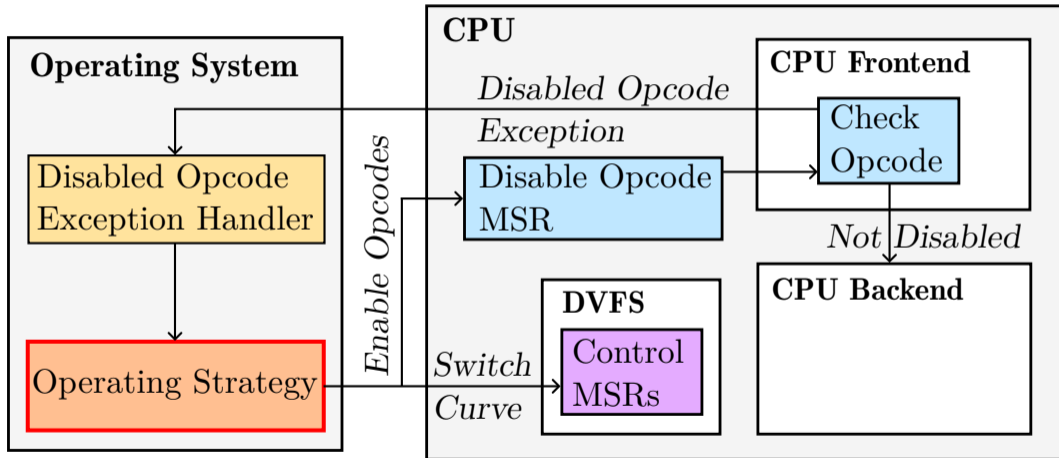 Operating System
Disabled Opcode
Exception Handler
Operating Strategy
Enable Opcodes
CPU
Disabled Opcode
Exception
Disable Opcode
MSR
Switch
Curve
DVFS
Control
MSRs
CPU Frontend
Check
Opcode
Not Disabled
CPU Backend